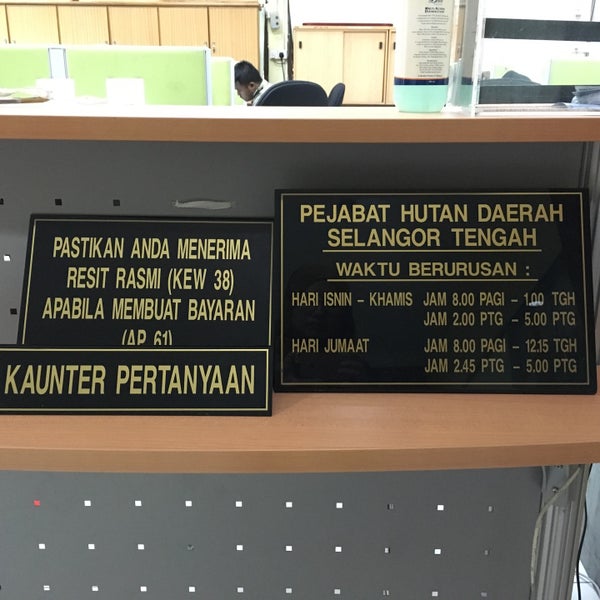 PASTIKAN ANDA MENERIMA
RESIT RASMI (KEW 38)
APABILA MEMBUAT BAYARAN
(AP 61)
KAUNTER PERTANYAAN
PEJABAT HUTAN DAERAH
SELANGOR TENGAH
WAKTU BERURUSAN :
HARI ISNIN – KHAMIS JAM 8.00 PAGI – 1.00 TGH
JAM 2.00 PTG – 5.00 PTG
HARI JUMAAT JAM 8.00 PAGI – 12.15 TGH
JAM 2.45 PTG – 5.00 PTG